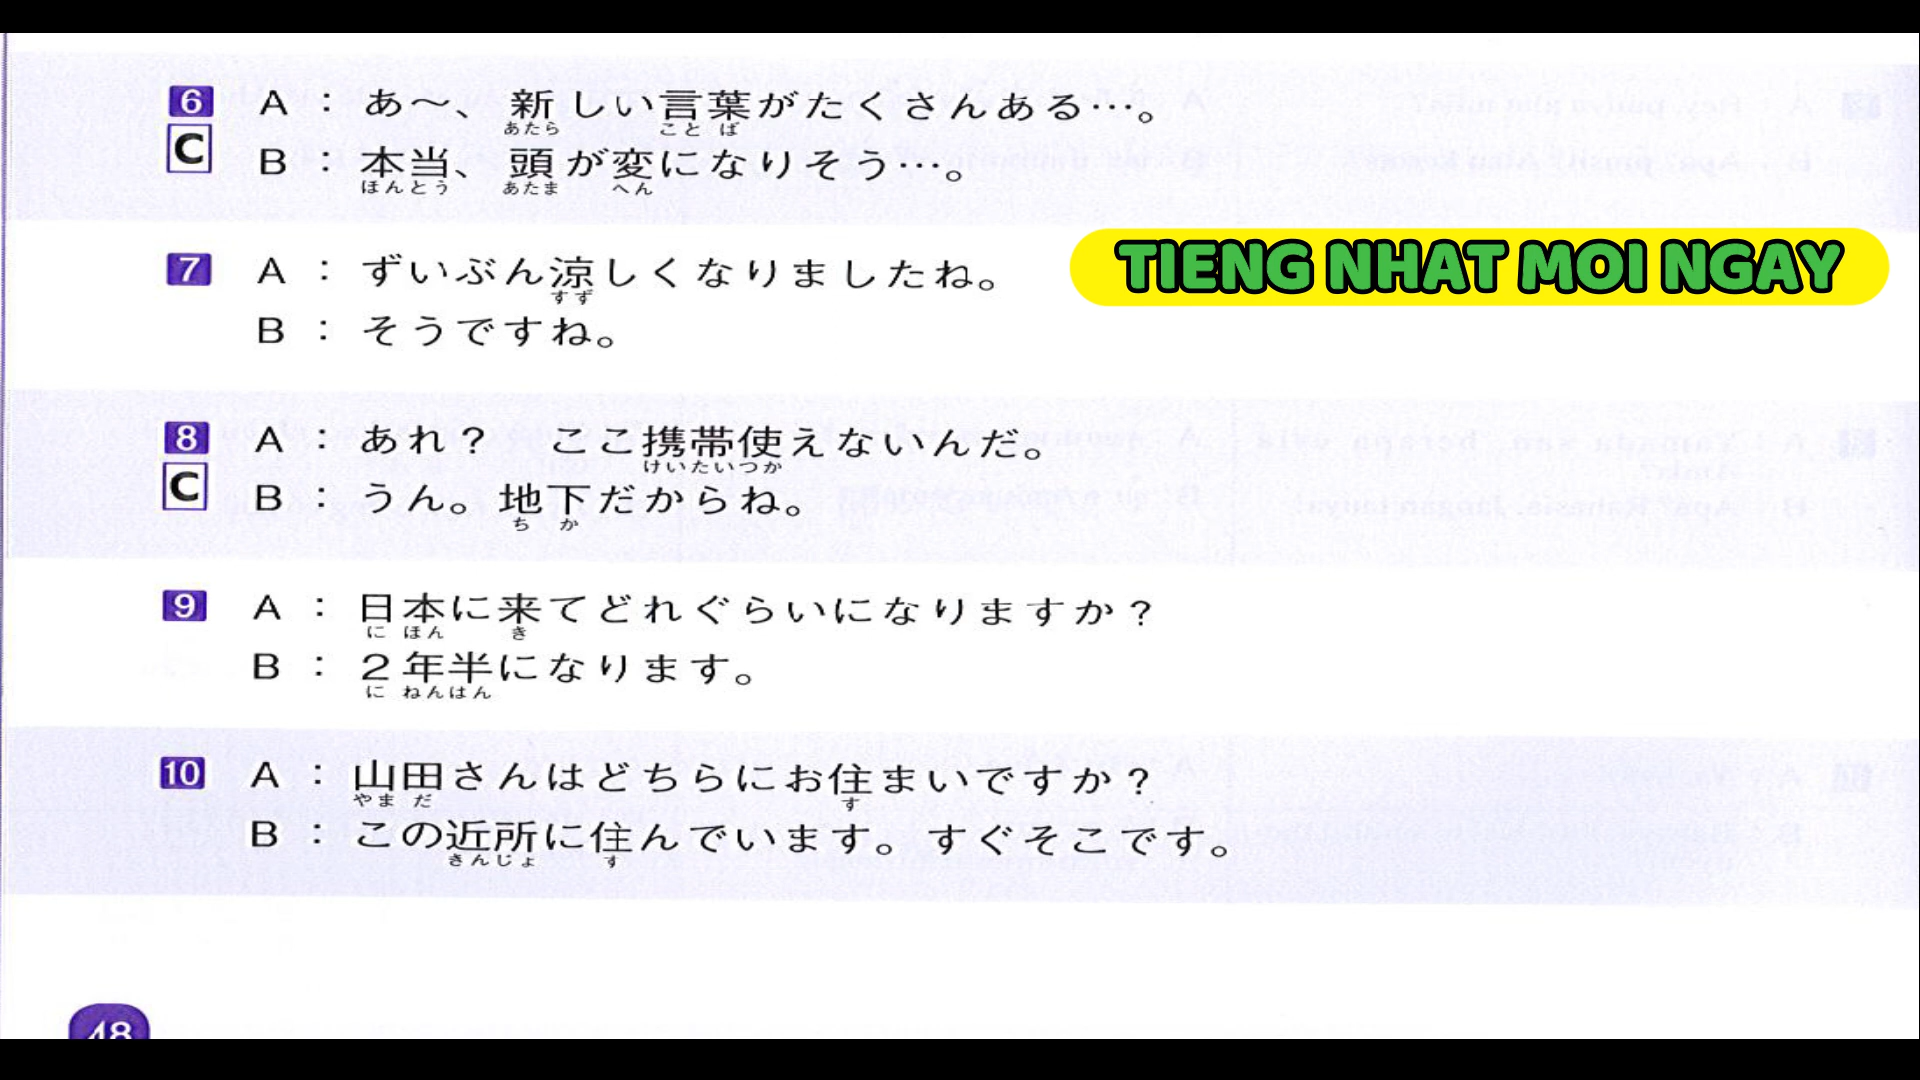 6 A：あ～、新しい言葉がたくさんある…。
あたら ことば
C B：本当、頭が変になりそう…。
ほんとう あたま へん
7 A：ずいぶん涼しくなりましたね。
すず
TIENG NHAT MOI NGAY
B：そうですね。
8 A：あれ？ ここ携帯使えないんだ。
けいたいつか
C B：うん。地下だからね。
ちか
9 A：日本に来てどれぐらいになりますか？
にほん き
B：２年半になります。
にねんはん
10 A：山田さんはどちらにお住まいですか？
やまだ す
B：この近所に住んでいます。すぐそこです。
きんじょ す
48